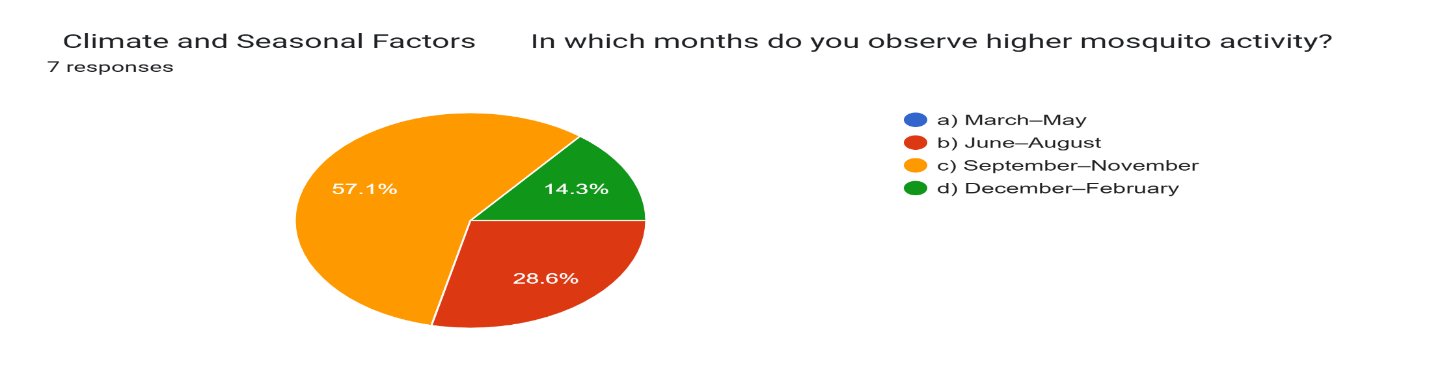 Climate and Seasonal Factors In which months do you observe higher mosquito activity?
7 responses
57.1%
14.3%
28.6%
a) March–May
b) June–August
c) September–November
d) December–February